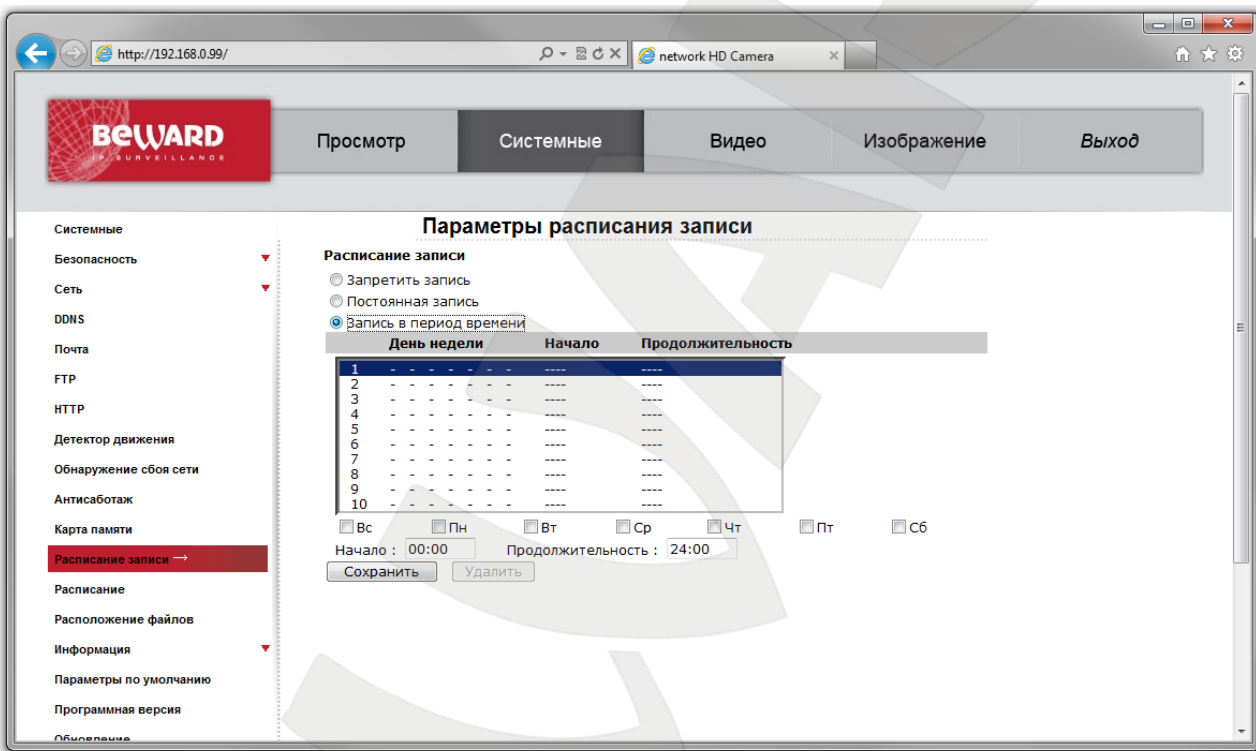 http://192.168.0.99/
network HD Camera
BEWARD
IP SURVEILLANCE
Просмотр
Системные
Видео
Изображение
Выход
Системные
Безопасность
Сеть
DDNS
Почта
FTP
HTTP
Детектор движения
Обнаружение сбоя сети
Антисаботаж
Карта памяти
Расписание записи →
Расписание
Расположение файлов
Информация
Параметры по умолчанию
Программная версия
Обновление
Параметры расписания записи
Расписание записи
Запретить запись
Постоянная запись
Запись в период времени
День недели Начало Продолжительность
1 - - - - - - - ---- ----
2 - - - - - - - ---- ----
3 - - - - - - - ---- ----
4 - - - - - - - ---- ----
5 - - - - - - - ---- ----
6 - - - - - - - ---- ----
7 - - - - - - - ---- ----
8 - - - - - - - ---- ----
9 - - - - - - - ---- ----
10 - - - - - - - ---- ----
Вс Пн Вт Ср Чт Пт Сб
Начало : 00:00 Продолжительность : 24:00
Сохранить Удалить